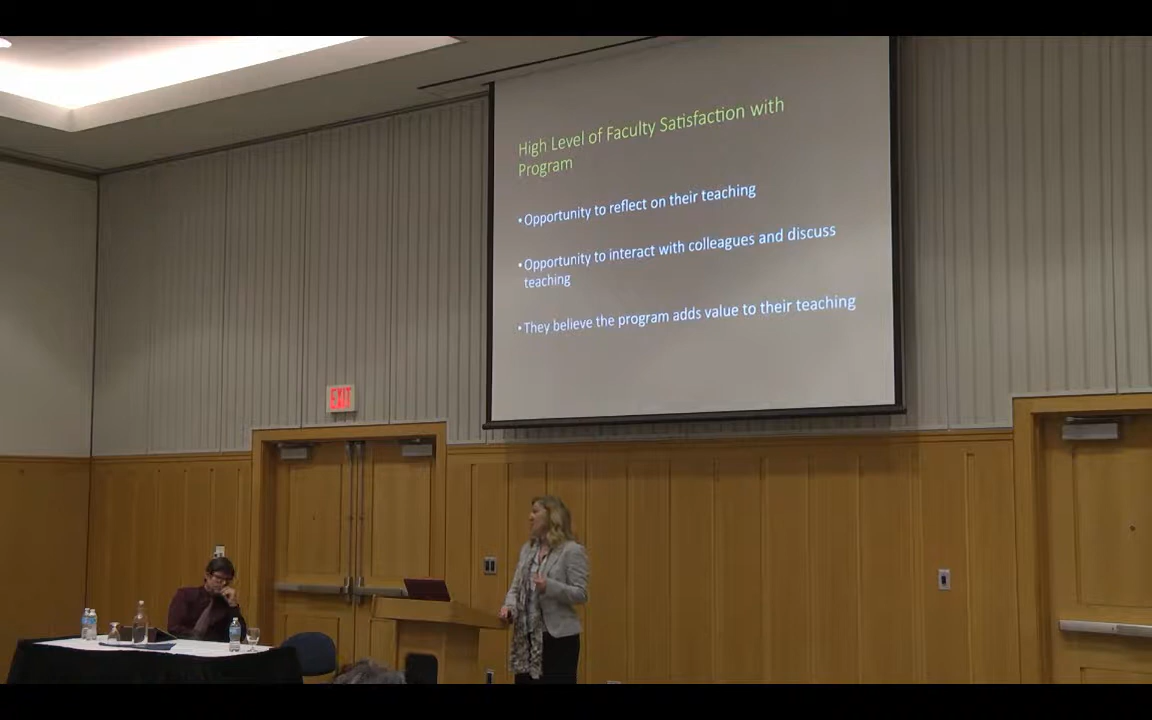 High Level of Faculty Satisfaction with
Program
• Opportunity to reflect on their teaching
• Opportunity to interact with colleagues and discuss
teaching
• They believe the program adds value to their teaching
EXIT